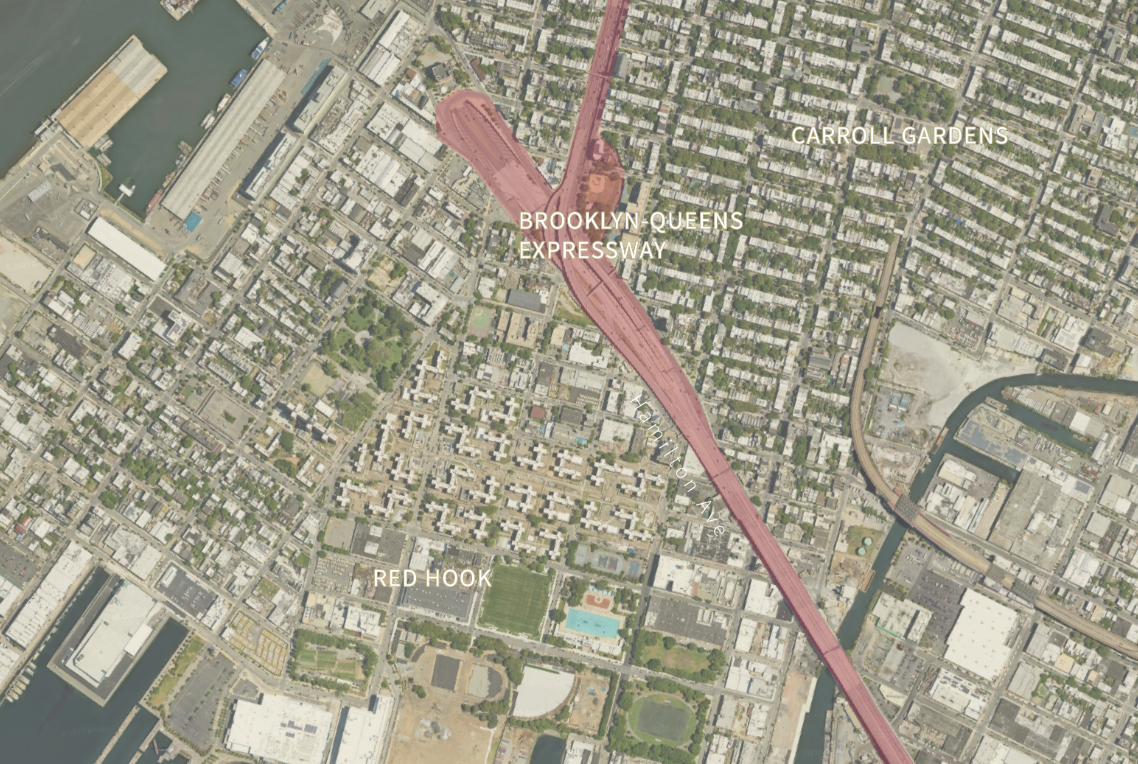 CARROLL GARDENS
BROOKLYN-QUEENS
EXPRESSWAY
Hamilton Ave
RED HOOK